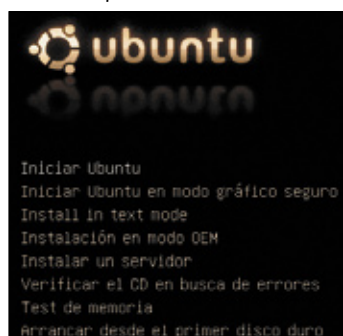 ubuntu
Iniciar Ubuntu
Iniciar Ubuntu en modo gráfico seguro
Install in text mode
Instalación en modo OEM
Instalar un servidor
Verificar el CD en busca de errores
Test de memoria
Arrancar desde el primer disco duro